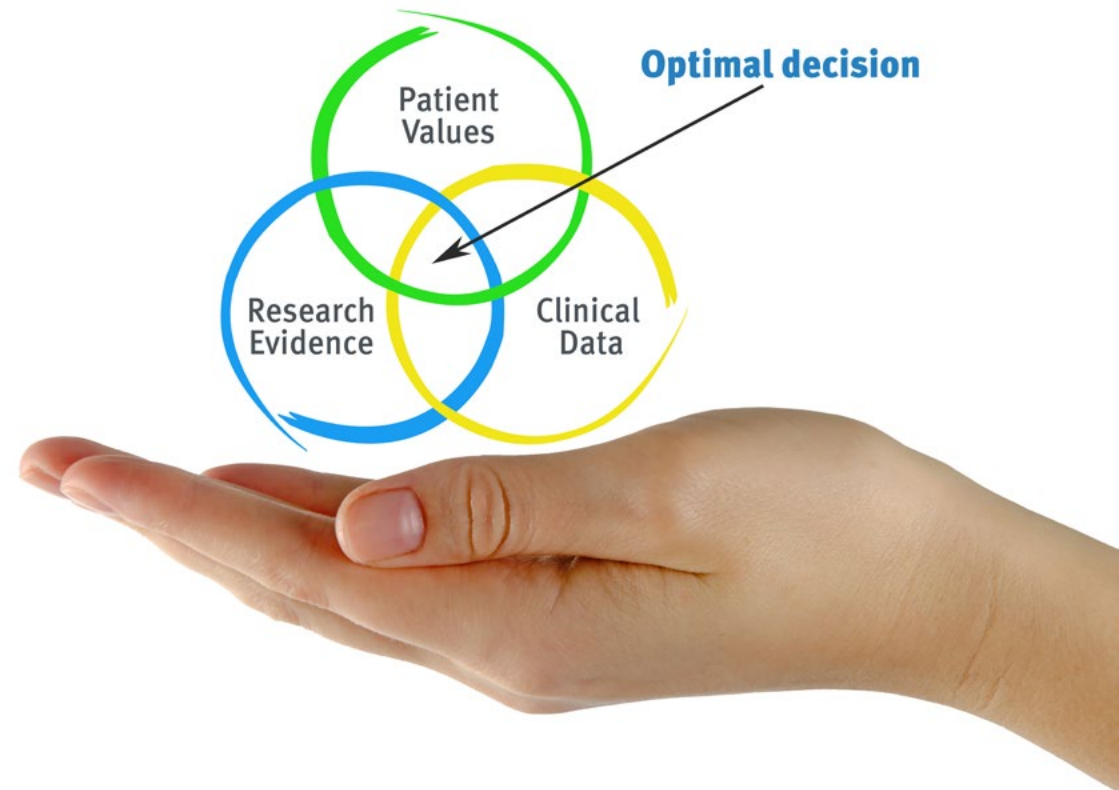 Optimal decision
Patient
Values
Research
Evidence
Clinical
Data